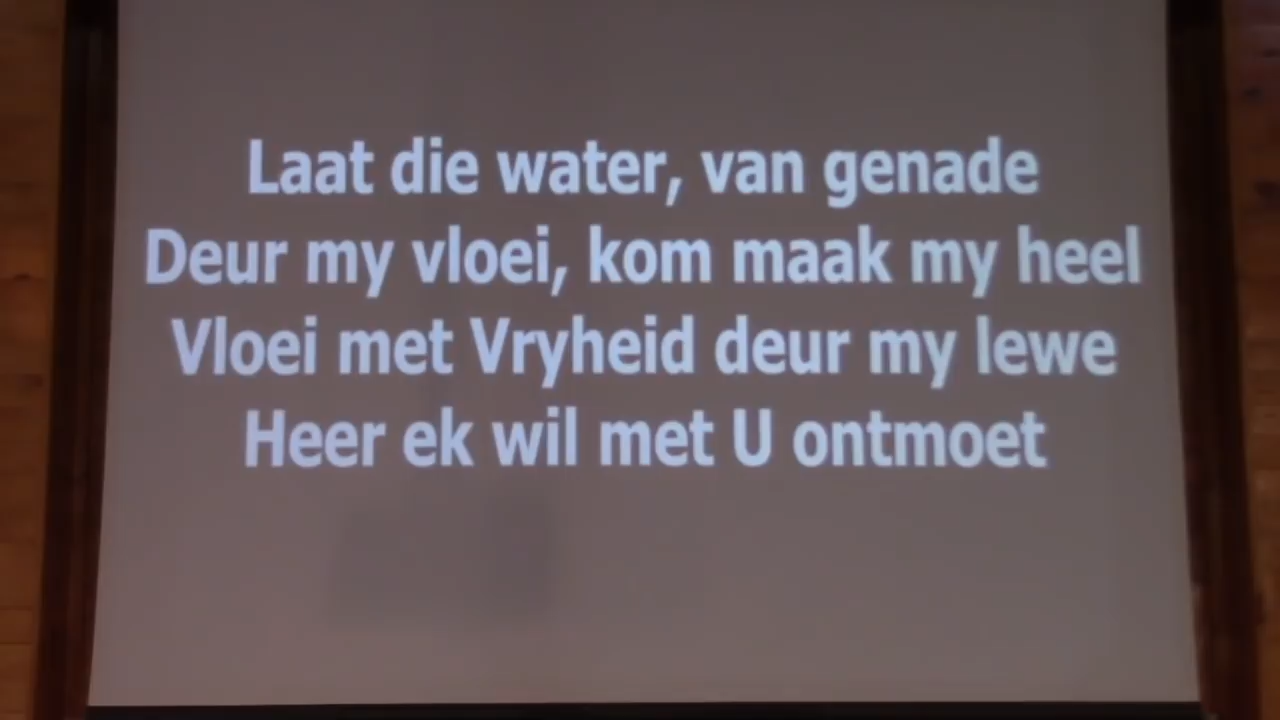 Laat die water, van genade
Deur my vloei, kom maak my heel
Vloei met Vryheid deur my lewe
Heer ek wil met U ontmoet